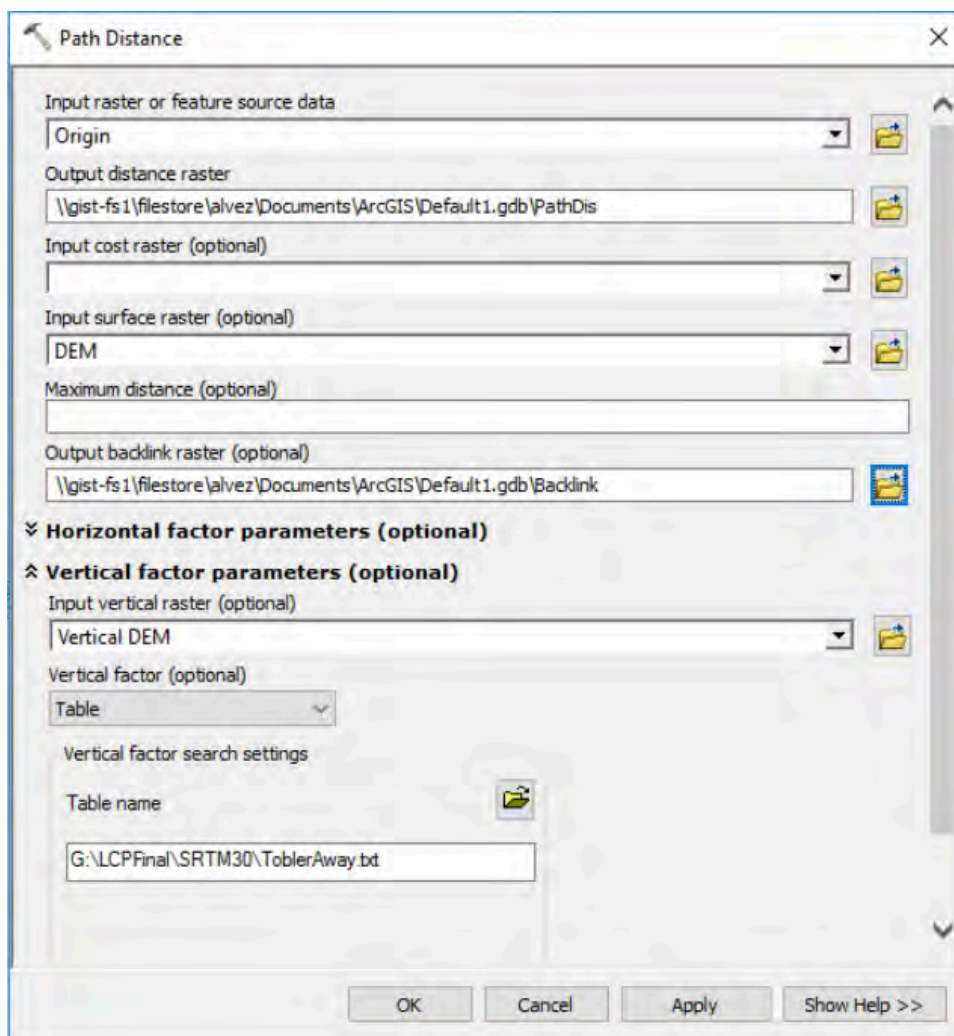 Path Distance
Input raster or feature source data
Origin
Output distance raster
\\gist-fs1\filestore\alvez\Documents\ArcGIS\Default1.gdb\PathDis
Input cost raster (optional)
Input surface raster (optional)
DEM
Maximum distance (optional)
Output backlink raster (optional)
\\gist-fs1\filestore\alvez\Documents\ArcGIS\Default1.gdb\Backlink
Horizontal factor parameters (optional)
Vertical factor parameters (optional)
Input vertical raster (optional)
Vertical DEM
Vertical factor (optional)
Table
Vertical factor search settings
Table name
G:\LCPFinal\SRTM30\ToblerAway.txt
OK Cancel Apply Show Help >>